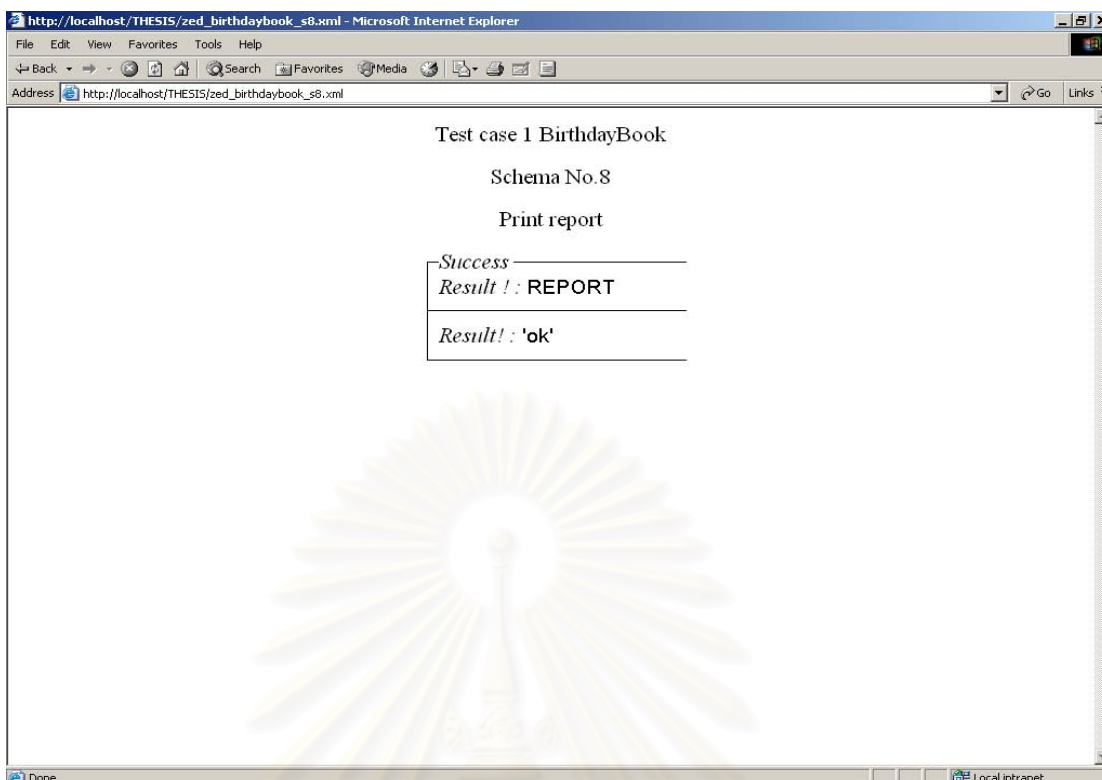 http://localhost/THESIS/zed_birthdaybook_s8.xml - Microsoft Internet Explorer
File Edit View Favorites Tools Help
Back Search Favorites Media
Address http://localhost/THESIS/zed_birthdaybook_s8.xml Go Links
Test case 1 BirthdayBook
Schema No.8
Print report
Success
Result ! : REPORT
Result! : 'ok'
Done Local intranet